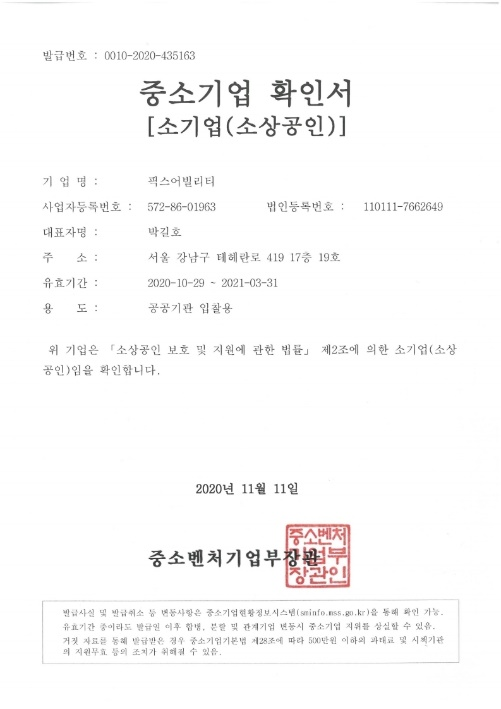 발급번호 : 0010-2020-435163
중소기업 확인서
[소기업(소상공인)]
기 업 명 : 픽스어빌리티
사업자등록번호 : 572-86-01963 법인등록번호 : 110111-7662649
대표자명 : 박길호
주 소 : 서울 강남구 테헤란로 419 17층 19호
유효기간 : 2020-10-29 ~ 2021-03-31
용 도 : 공공기관 입찰용
위 기업은 「소상공인 보호 및 지원에 관한 법률」 제2조에 의한 소기업(소상
공인)임을 확인합니다.
2020년 11월 11일
중소벤처기업부장관
중소벤처
기업부
장관인
발급사실 및 발급취소 등 변동사항은 중소기업현황정보시스템(sminfo.mss.go.kr)을 통해 확인 가능.
유효기간 중이라도 발급일 이후 합병, 분할 및 관계기업 변동시 중소기업 지위를 상실할 수 있음.
거짓 자료를 통해 발급받은 경우 중소기업기본법 제28조에 따라 500만원 이하의 과태료 및 시책기관
의 지원무효 등의 조치가 취해질 수 있음.